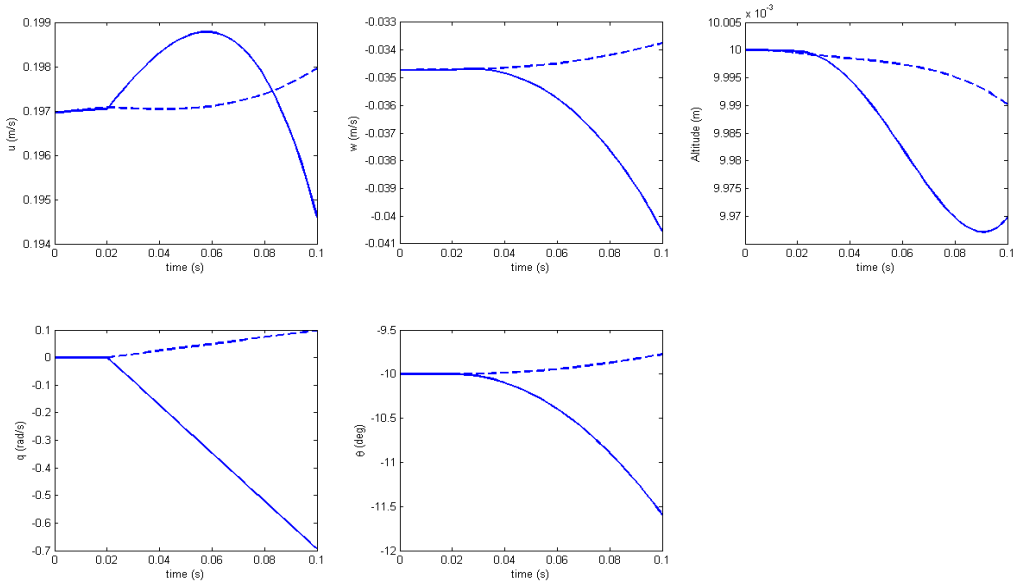 0.199
0.198
0.197
0.196
0.195
0.194
u (m/s)
0 0.02 0.04 0.06 0.08 0.1
time (s)
-0.033
-0.034
-0.035
-0.036
-0.037
-0.038
-0.039
-0.04
-0.041
w (m/s)
0 0.02 0.04 0.06 0.08 0.1
time (s)
x 10⁻³
10.005
10
9.995
9.99
9.985
9.98
9.975
9.97
Altitude (m)
0 0.02 0.04 0.06 0.08 0.1
time (s)
0.1
0
-0.1
-0.2
-0.3
-0.4
-0.5
-0.6
-0.7
q (rad/s)
0 0.02 0.04 0.06 0.08 0.1
time (s)
-9.5
-10
-10.5
-11
-11.5
-12
θ (deg)
0 0.02 0.04 0.06 0.08 0.1
time (s)